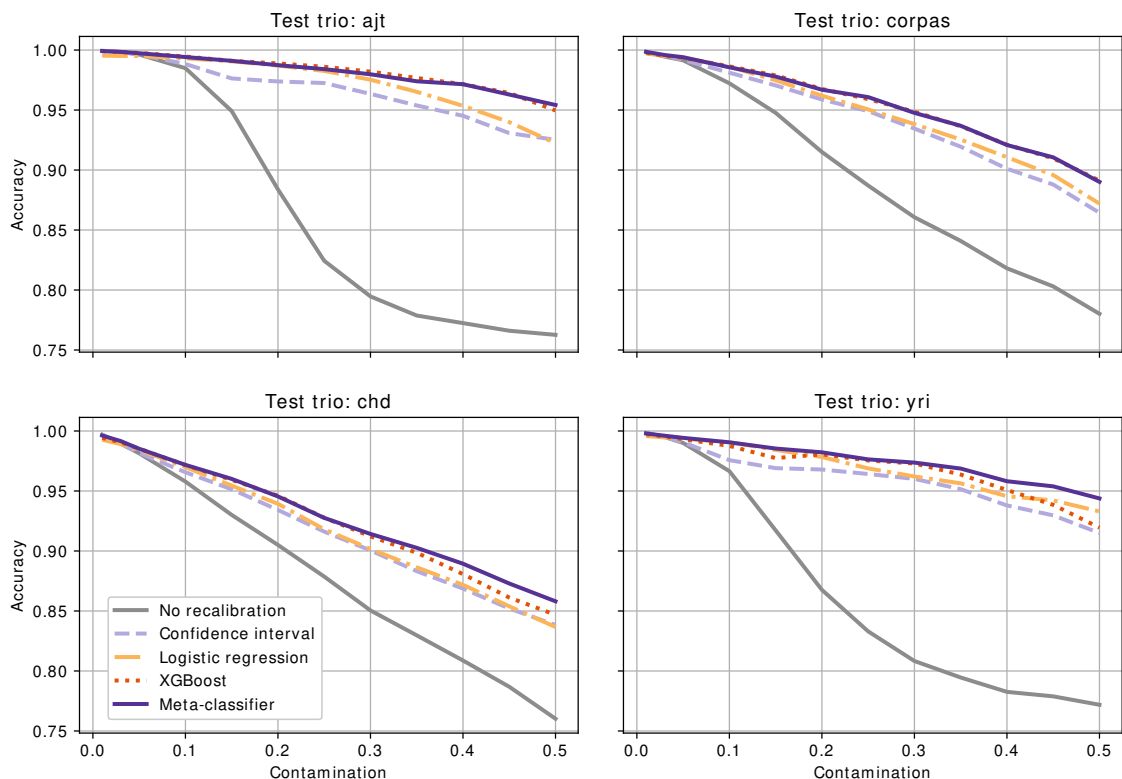 Test trio: ajt
Test trio: corpas
1.00
0.95
0.90
0.85
0.80
0.75
Accuracy
Test trio: chd
Test trio: yri
1.00
0.95
0.90
0.85
0.80
0.75
Accuracy
No recalibration
Confidence interval
Logistic regression
XGBoost
Meta-classifier
0.0 0.1 0.2 0.3 0.4 0.5
Contamination
0.0 0.1 0.2 0.3 0.4 0.5
Contamination